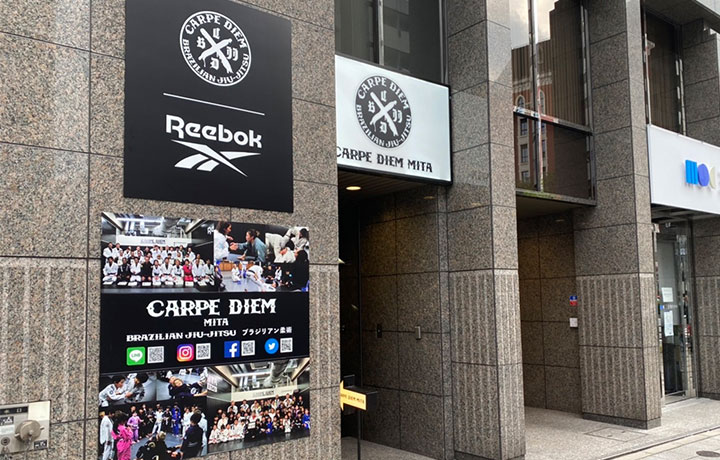 CARPE DIEM
BRAZILIAN JIU-JITSU
Reebok
CARPE DIEM
BRAZILIAN JIU-JITSU
CARPE DIEM MITA
CARPE DIEM
MITA
BRAZILIAN JIU-JITSU ブラジリアン柔術
LINE